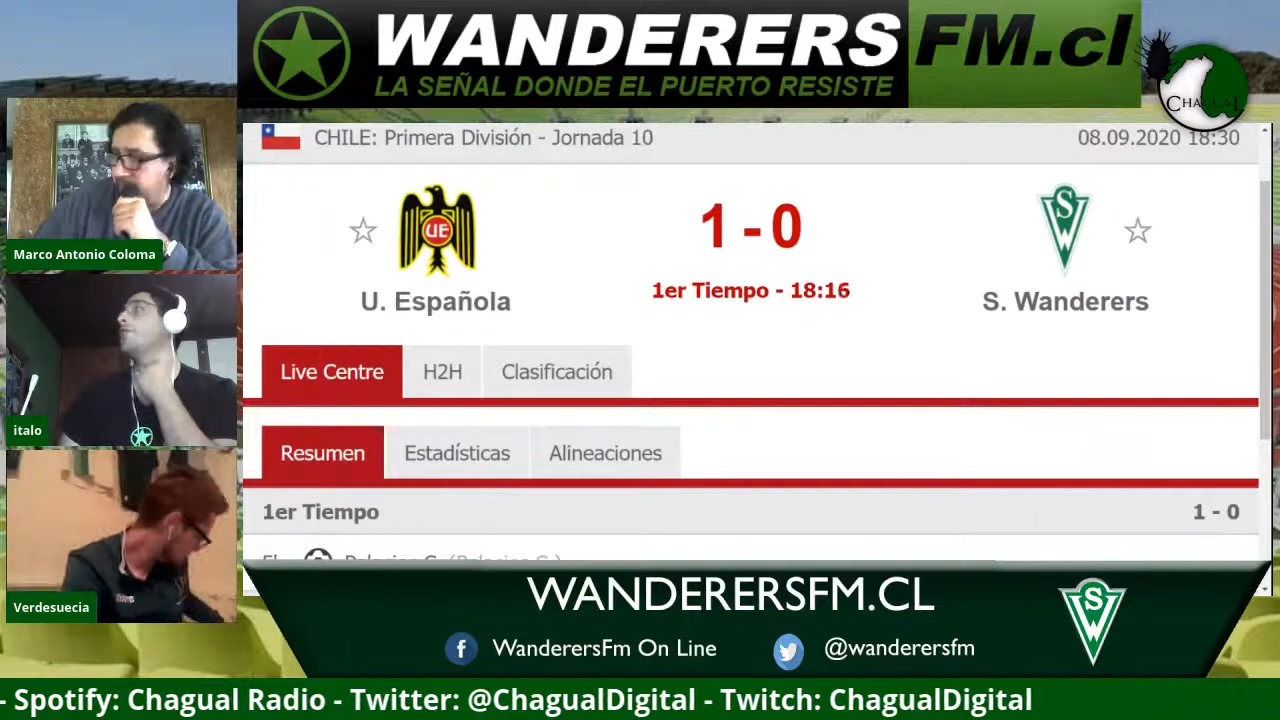 WANDERERS FM.cl
LA SEÑAL DONDE EL PUERTO RESISTE
CHAGUAL
CHILE: Primera División - Jornada 10
08.09.2020 18:30
Marco Antonio Coloma
UE
1 - 0
SW
U. Española
1er Tiempo - 18:16
S. Wanderers
Live Centre
H2H
Clasificación
italo
Resumen
Estadísticas
Alineaciones
1er Tiempo
1 - 0
Verdesuecia
WANDERERSFM.CL
SW
f WanderersFm On Line
@wanderersfm
- Spotify: Chagual Radio - Twitter: @ChagualDigital - Twitch: ChagualDigital